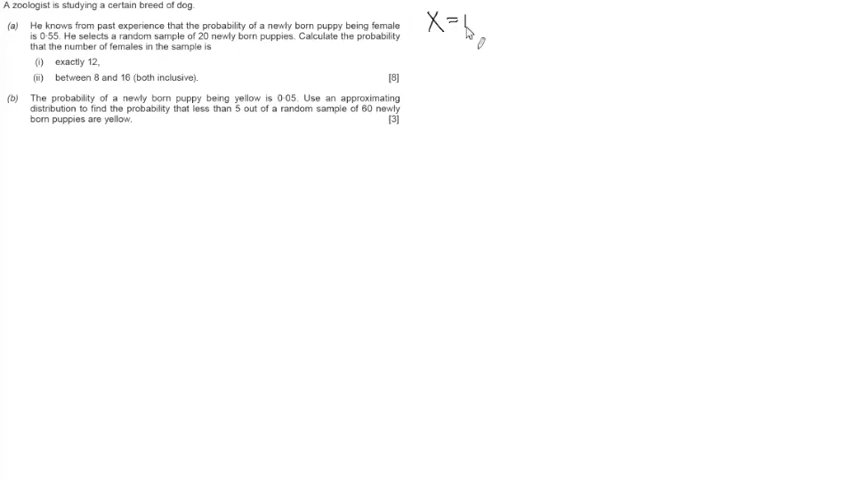 A zoologist is studying a certain breed of dog.
X = 
(a) He knows from past experience that the probability of a newly born puppy being female
is 0·55. He selects a random sample of 20 newly born puppies. Calculate the probability
that the number of females in the sample is
(i) exactly 12,
(ii) between 8 and 16 (both inclusive). [8]
(b) The probability of a newly born puppy being yellow is 0·05. Use an approximating
distribution to find the probability that less than 5 out of a random sample of 60 newly
born puppies are yellow. [3]